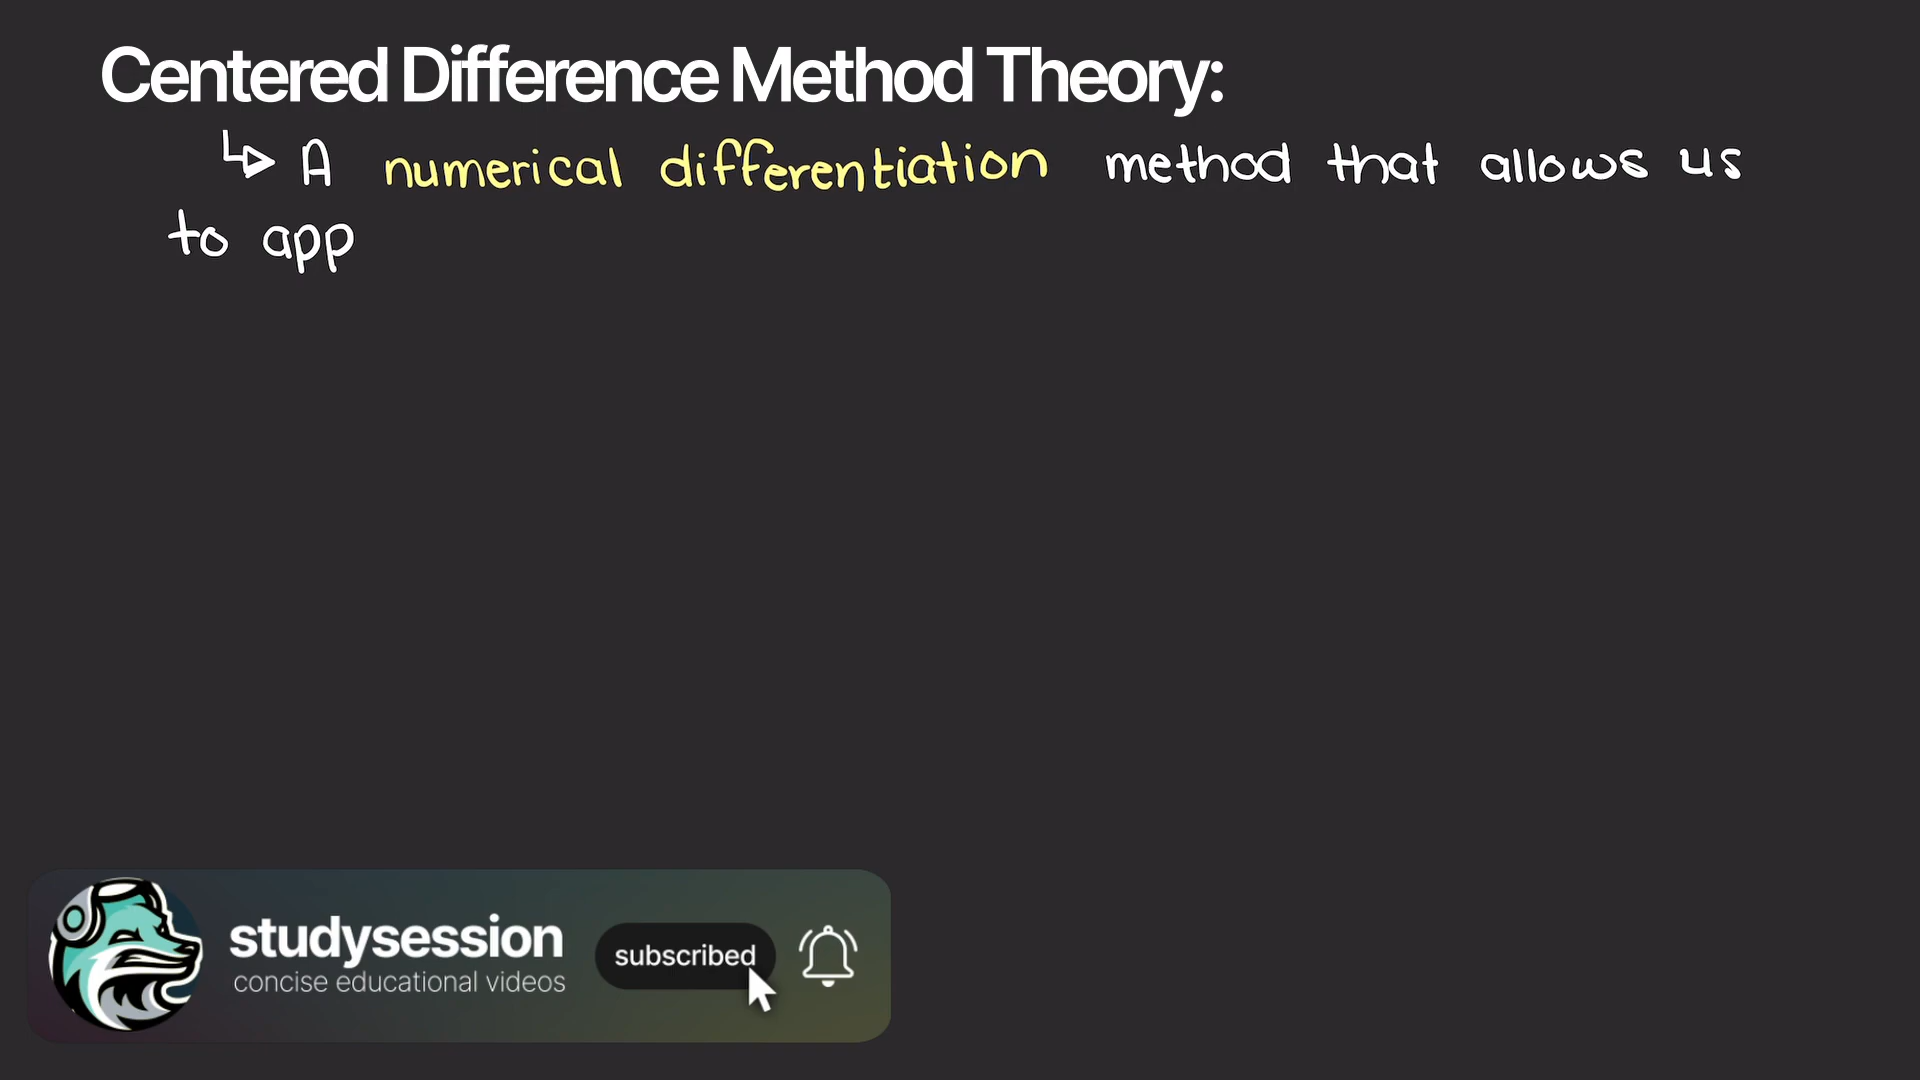 Centered Difference Method Theory:
A numerical differentiation method that allows us
to app
studysession
concise educational videos
subscribed